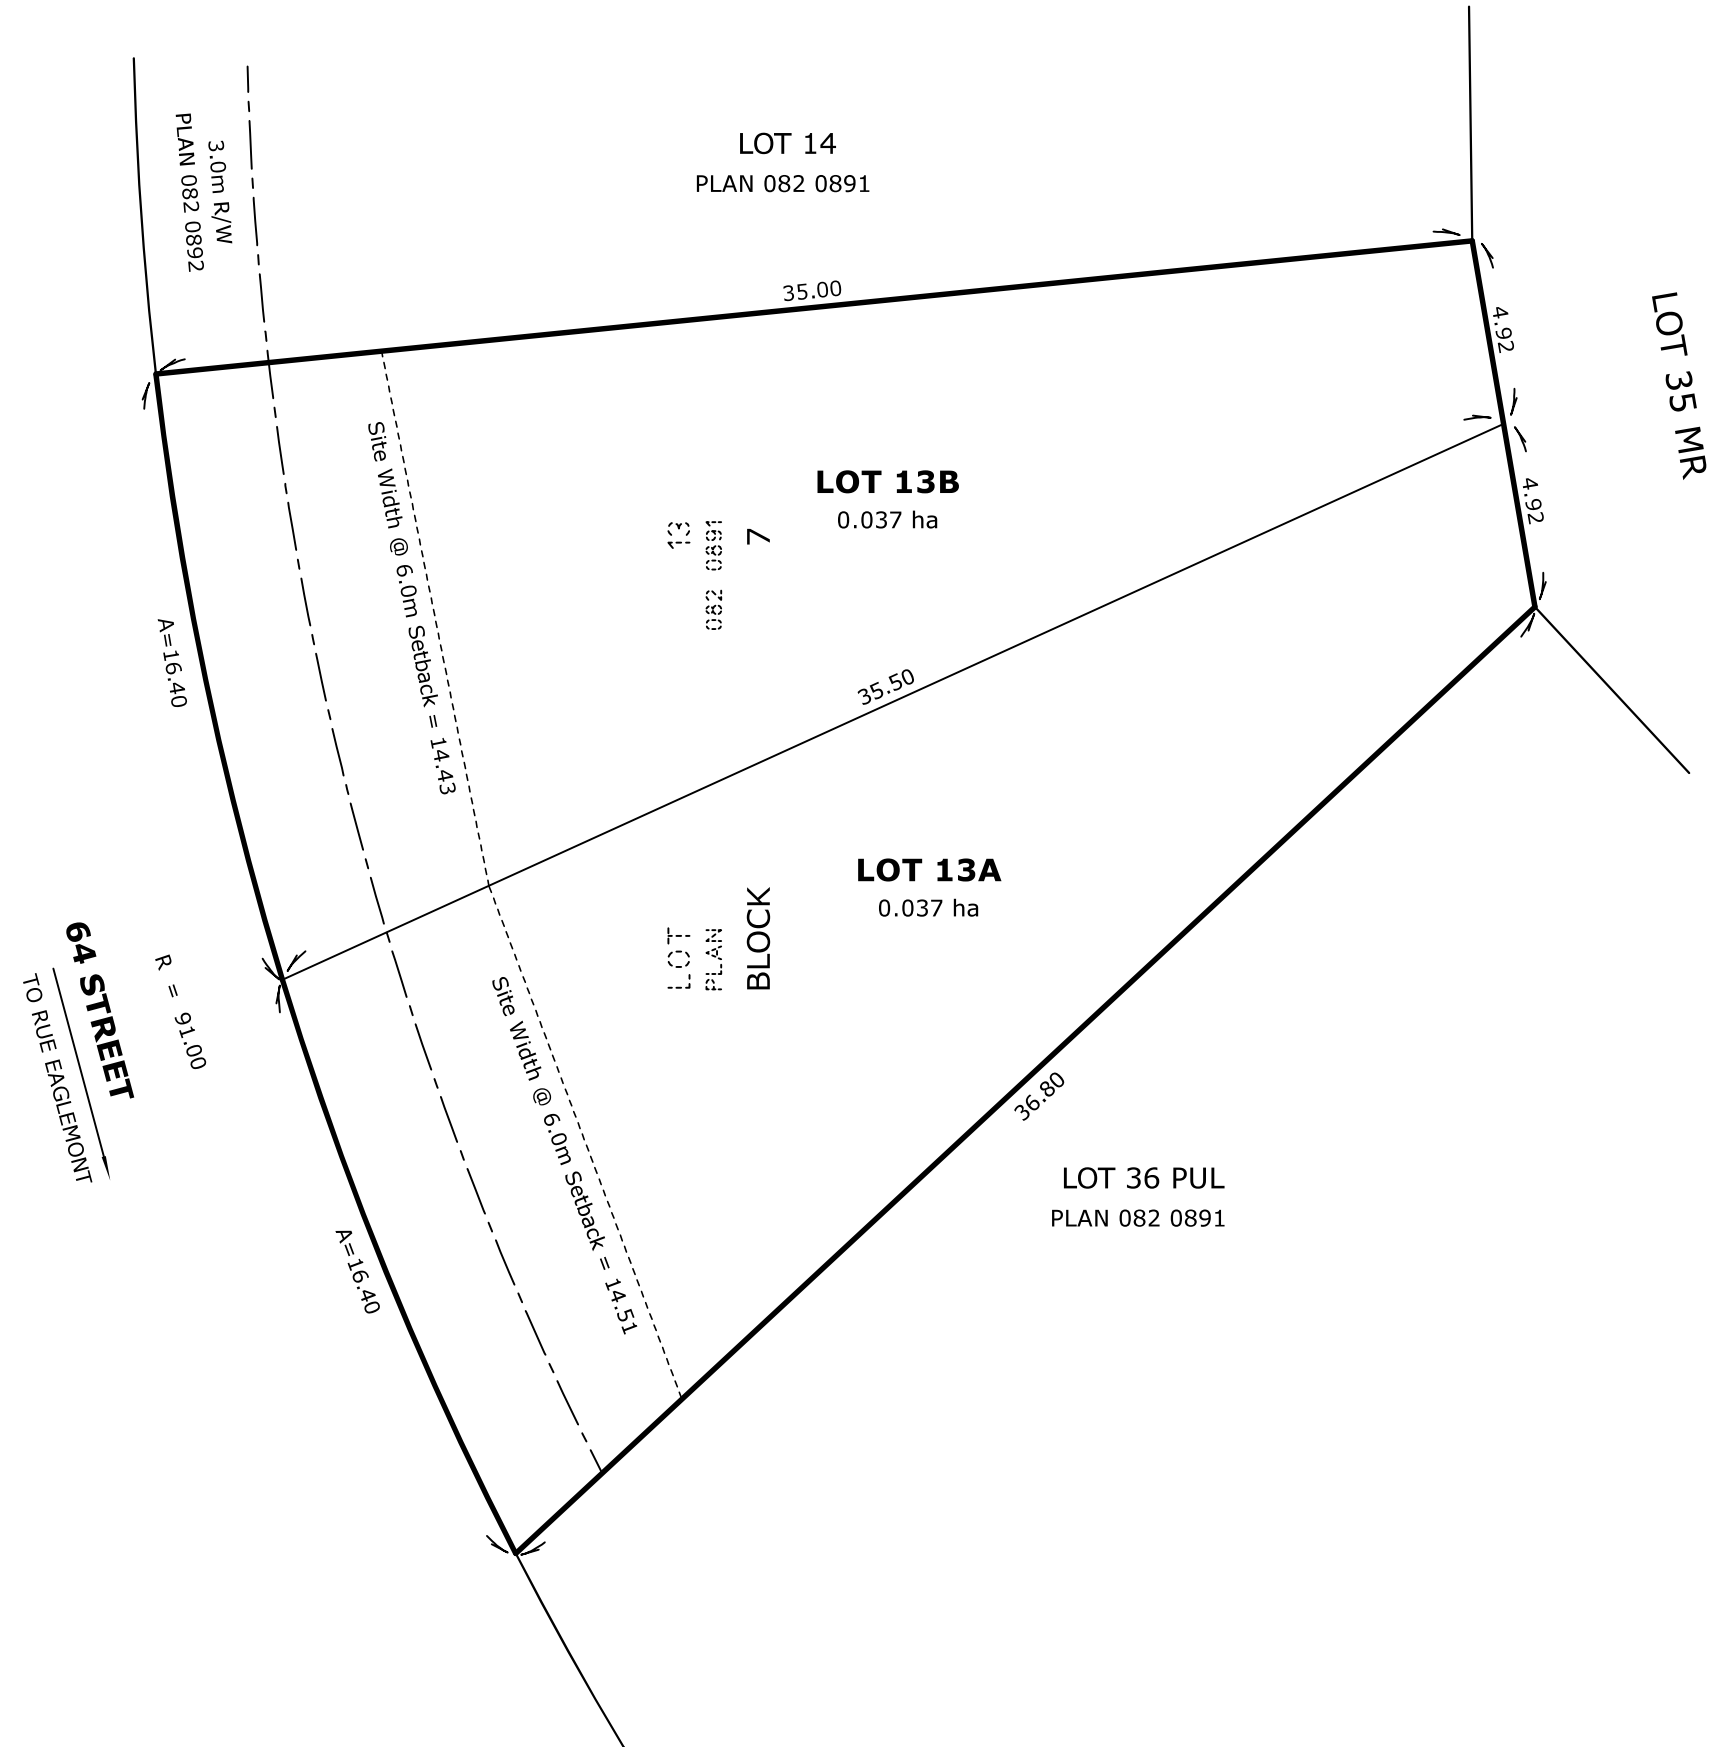 LOT 14
PLAN 082 0891
3.0m R/W
PLAN 082 0892
35.00
4.92
LOT 35 MR
Site Width @ 6.0m Setback = 14.43
LOT 13B
0.037 ha
4.92
A=16.40
35.50
LOT 13
PLAN 082 0891
BLOCK 7
LOT 13A
0.037 ha
64 STREET
TO RUE EAGLEMONT
R = 91.00
Site Width @ 6.0m Setback = 14.51
36.80
LOT 36 PUL
PLAN 082 0891
A=16.40